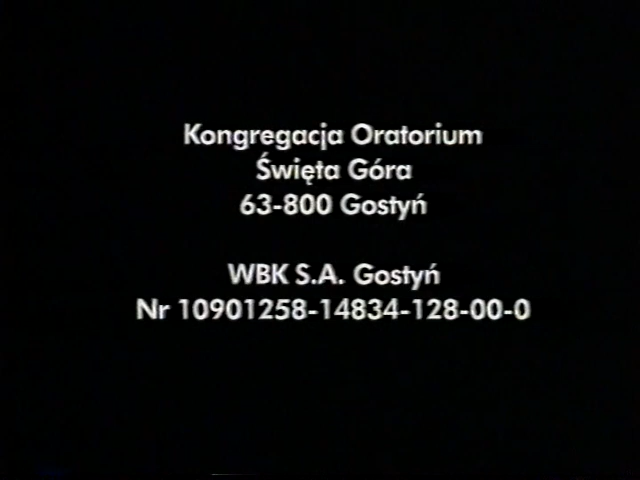 Kongregacja Oratorium
Święta Góra
63-800 Gostyń
WBK S.A. Gostyń
Nr 10901258-14834-128-00-0